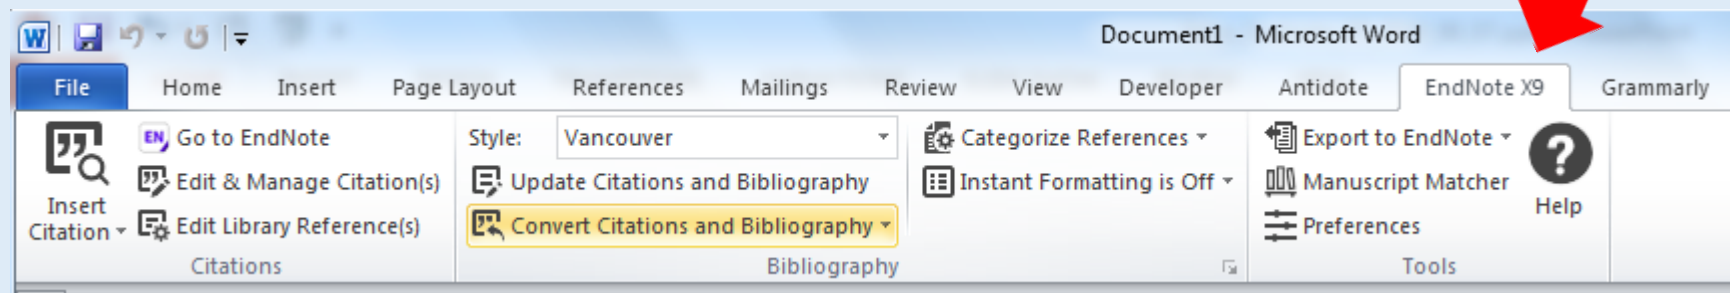 W Document1 - Microsoft Word
File Home Insert Page Layout References Mailings Review View Developer Antidote EndNote X9 Grammarly
Insert Citation
EN Go to EndNote
Edit & Manage Citation(s)
Edit Library Reference(s)
Citations
Style: Vancouver
Update Citations and Bibliography
Convert Citations and Bibliography
Categorize References
Instant Formatting is Off
Bibliography
Export to EndNote
Manuscript Matcher
Preferences
? Help
Tools